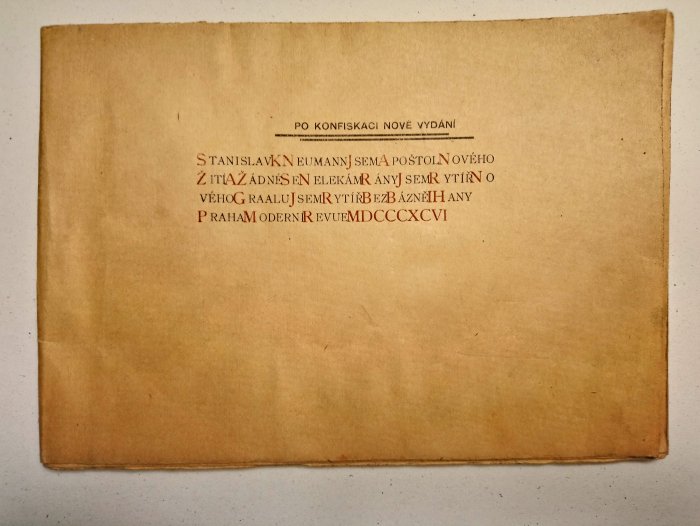 PO KONFISKACI NOVÉ VYDÁNÍ
STANISLAVKNEUMANNJSEMAPOŠTOLNOVÉHO
ŽITÍAŽÁDNÉSENELEKÁMRÁNYJSEMRYTÍŘNO
VÉHOGRAALUJSEMRYTÍŘBEZBÁZNĚIHANY
PRAHAMODERNÍREVUEMDCCCXCVI